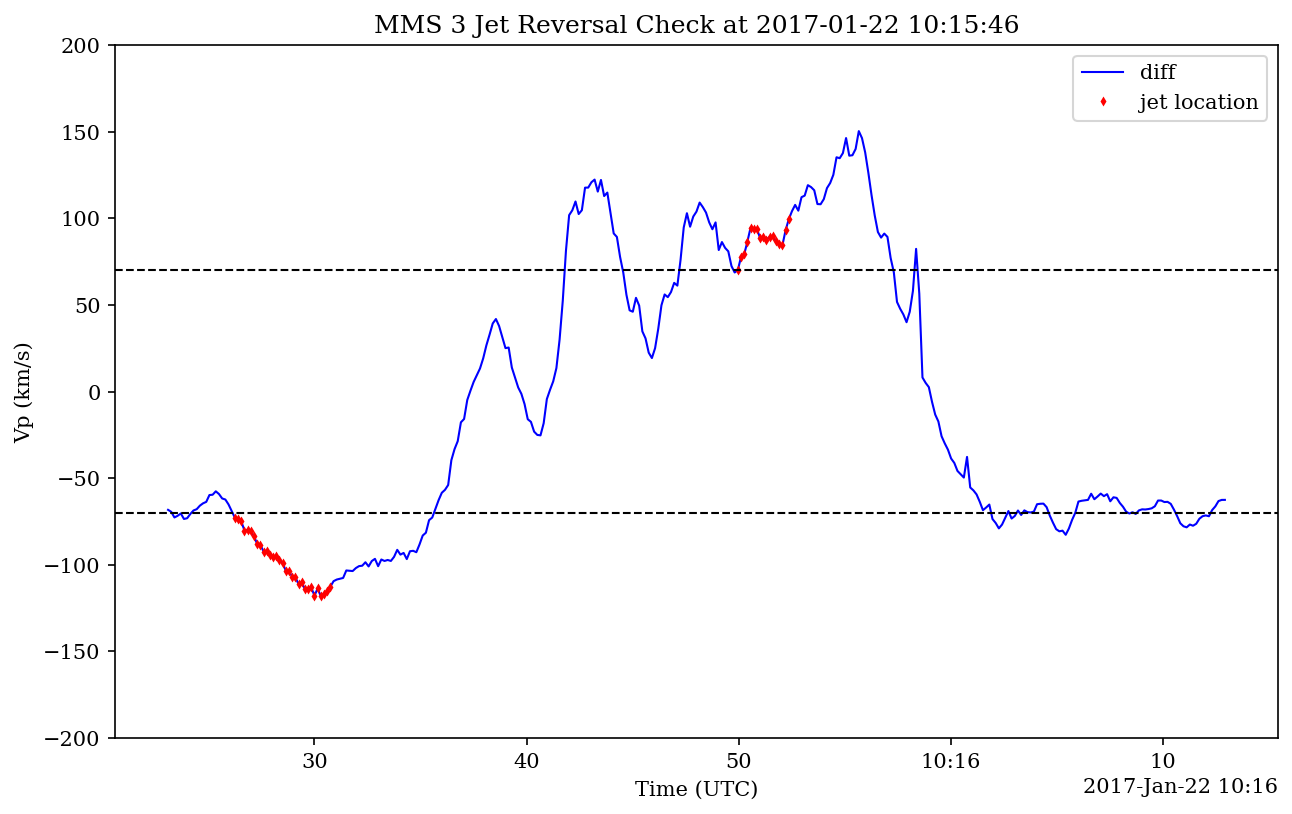 MMS 3 Jet Reversal Check at 2017-01-22 10:15:46
200
150
100
50
0
−50
−100
−150
−200
Vp (km/s)
diff
jet location
30
40
50
10:16
10
Time (UTC)
2017-Jan-22 10:16